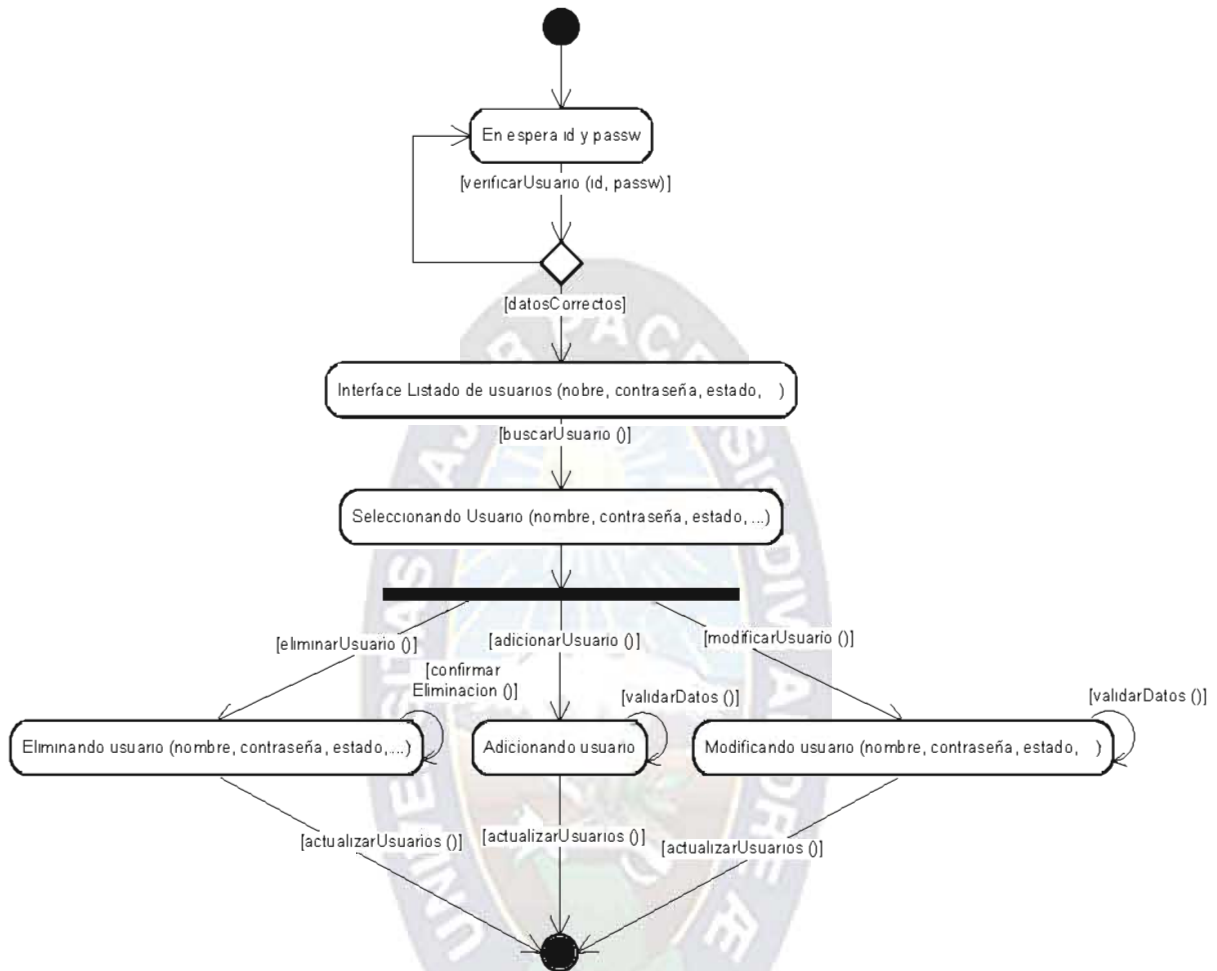 En espera id y passw
[verificarUsuario (id, passw)]
[datosCorrectos]
Interface Listado de usuarios (nobre, contraseña, estado, )
[buscarUsuario ()]
Seleccionando Usuario (nombre, contraseña, estado, ...)
[eliminarUsuario ()]
[adicionarUsuario ()]
[modificarUsuario ()]
[confirmar
Eliminacion ()]
[validarDatos ()]
[validarDatos ()]
Eliminando usuario (nombre, contraseña, estado,....)
Adicionando usuario
Modificando usuario (nombre, contraseña, estado, )
[actualizarUsuarios ()]
[actualizarUsuarios ()]
[actualizarUsuarios ()]